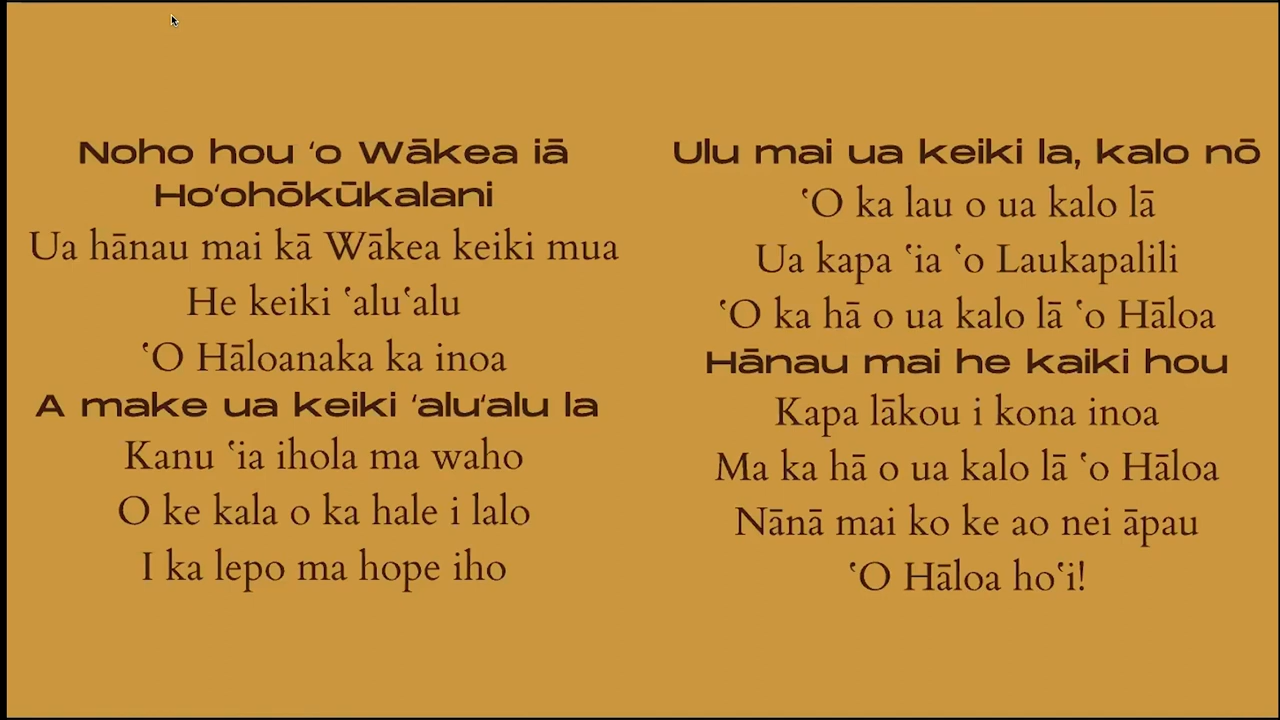 Noho hou ‘o Wākea iā
Ho‘ohōkūkalani
Ua hānau mai kā Wākea keiki mua
He keiki ʻaluʻalu
ʻO Hāloanaka ka inoa
A make ua keiki ‘alu‘alu la
Kanu ʻia ihola ma waho
O ke kala o ka hale i lalo
I ka lepo ma hope iho
Ulu mai ua keiki la, kalo nō
ʻO ka lau o ua kalo lā
Ua kapa ʻia ʻo Laukapalili
ʻO ka hā o ua kalo lā ʻo Hāloa
Hānau mai he kaiki hou
Kapa lākou i kona inoa
Ma ka hā o ua kalo lā ʻo Hāloa
Nānā mai ko ke ao nei āpau
ʻO Hāloa hoʻi!